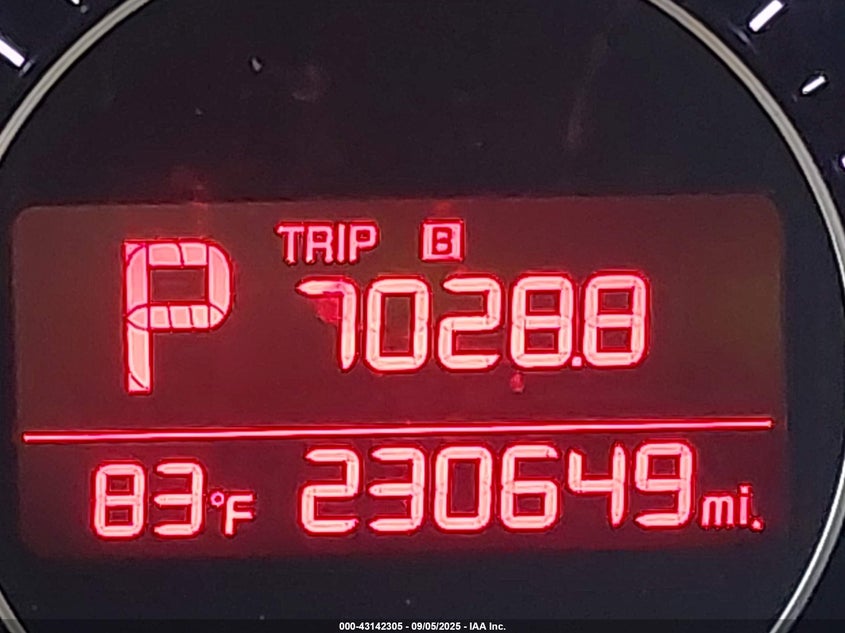 P TRIP B
7028.8
83°F 230649 mi.
000-43142305 - 09/05/2025 - IAA Inc.